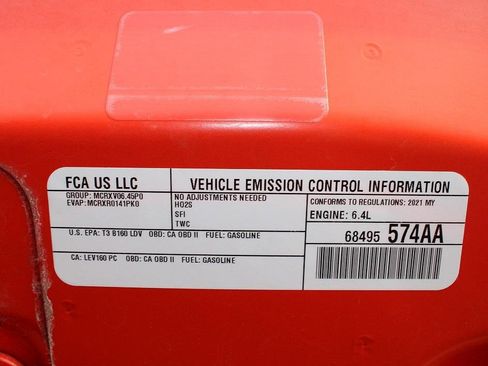 FCA US LLC
VEHICLE EMISSION CONTROL INFORMATION
GROUP: MCRXV06.45P0
EVAP: MCRXR0141PK0
NO ADJUSTMENTS NEEDED
HO2S
SFI
TWC
CONFORMS TO REGULATIONS: 2021 MY
ENGINE: 6.4L
U.S. EPA: T3 B160 LDV OBD: CA OBD II FUEL: GASOLINE
68495 574AA
CA: LEV160 PC OBD: CA OBD II FUEL: GASOLINE